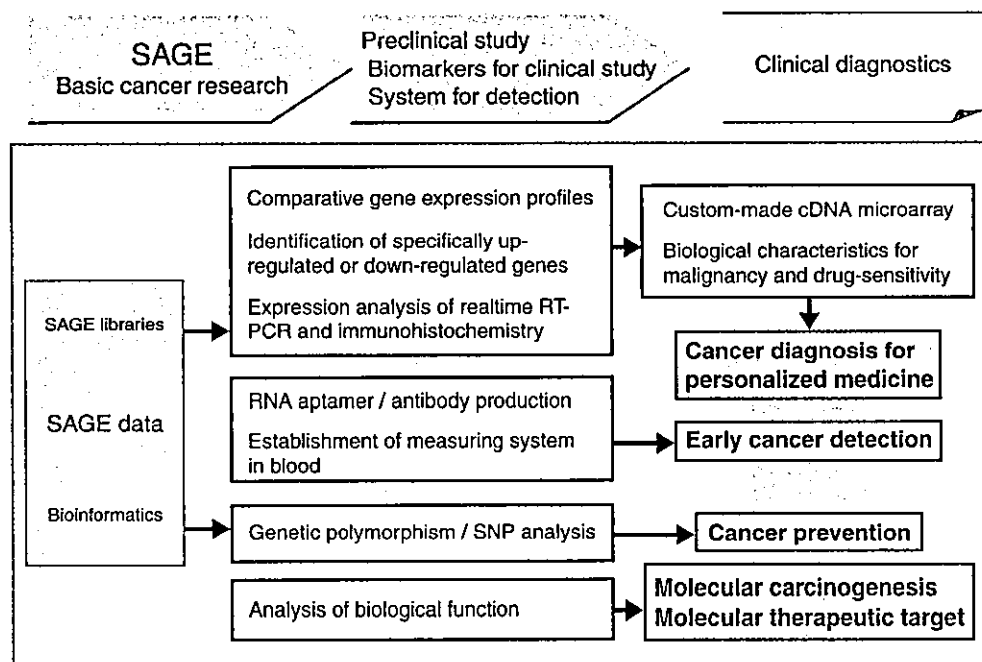 SAGE
Basic cancer research
Preclinical study
Biomarkers for clinical study
System for detection
Clinical diagnostics
SAGE libraries
SAGE data
Bioinformatics
Comparative gene expression profiles
Identification of specifically up-
regulated or down-regulated genes
Expression analysis of realtime RT-
PCR and immunohistochemistry
Custom-made cDNA microarray
Biological characteristics for
malignancy and drug-sensitivity
Cancer diagnosis for
personalized medicine
RNA aptamer / antibody production
Establishment of measuring system
in blood
Early cancer detection
Genetic polymorphism / SNP analysis
Cancer prevention
Analysis of biological function
Molecular carcinogenesis
Molecular therapeutic target